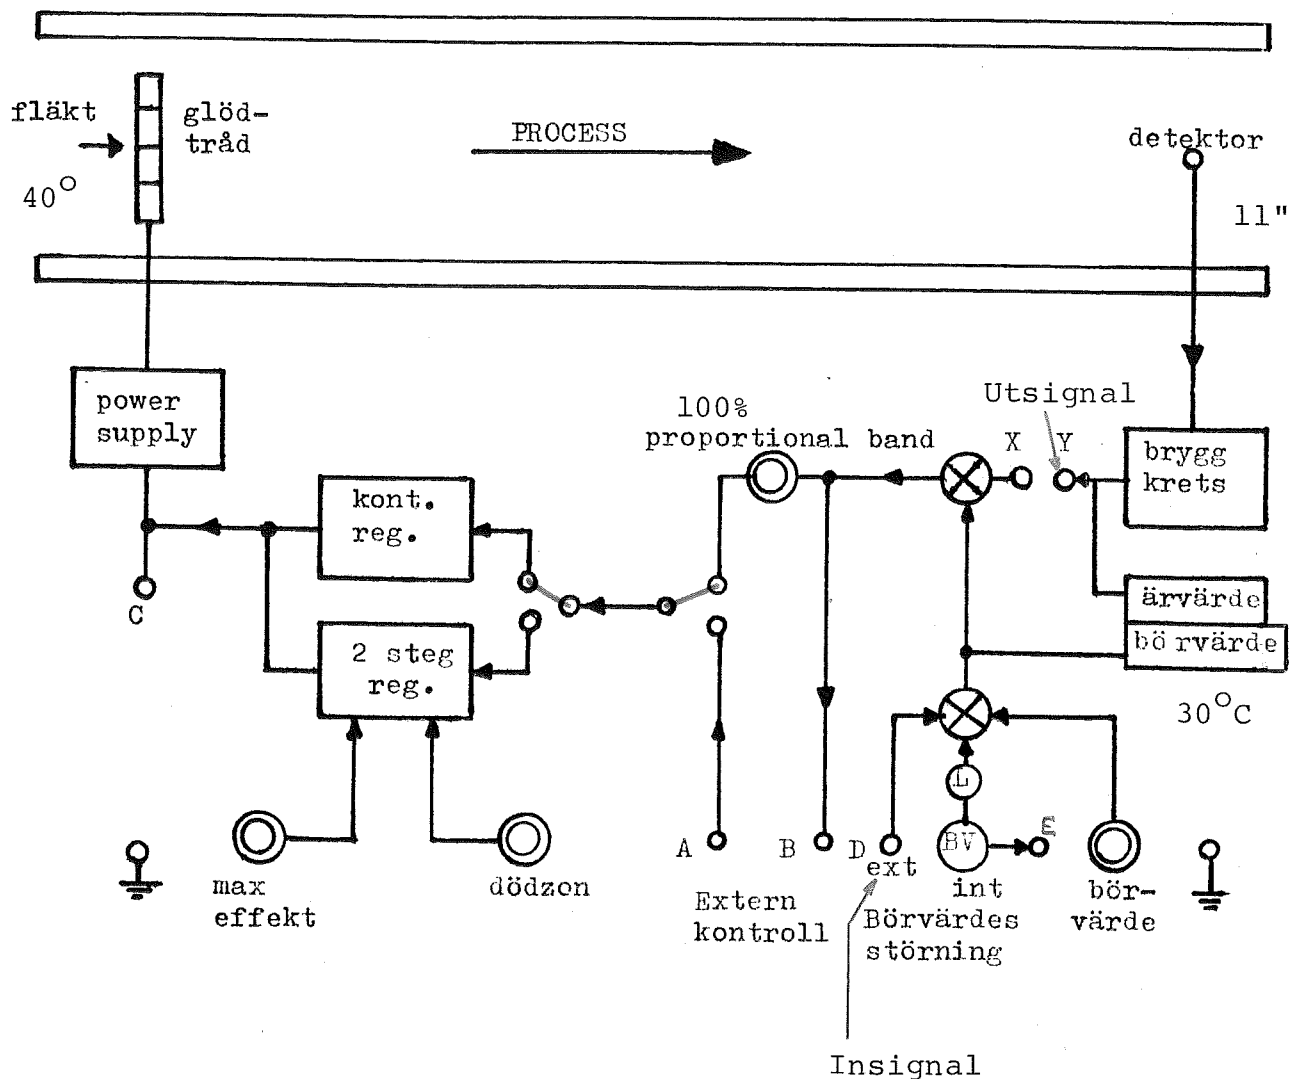 fläkt
glöd-
tråd
40°
PROCESS
detektor
11"
power
supply
100%
proportional band
Utsignal
X
Y
brygg
krets
kont.
reg.
C
2 steg
reg.
ärvärde
börvärde
30°C
L
BV
E
A
B
D
ext
int
max
effekt
dödzon
Extern
kontroll
Börvärdes
störning
bör-
värde
Insignal